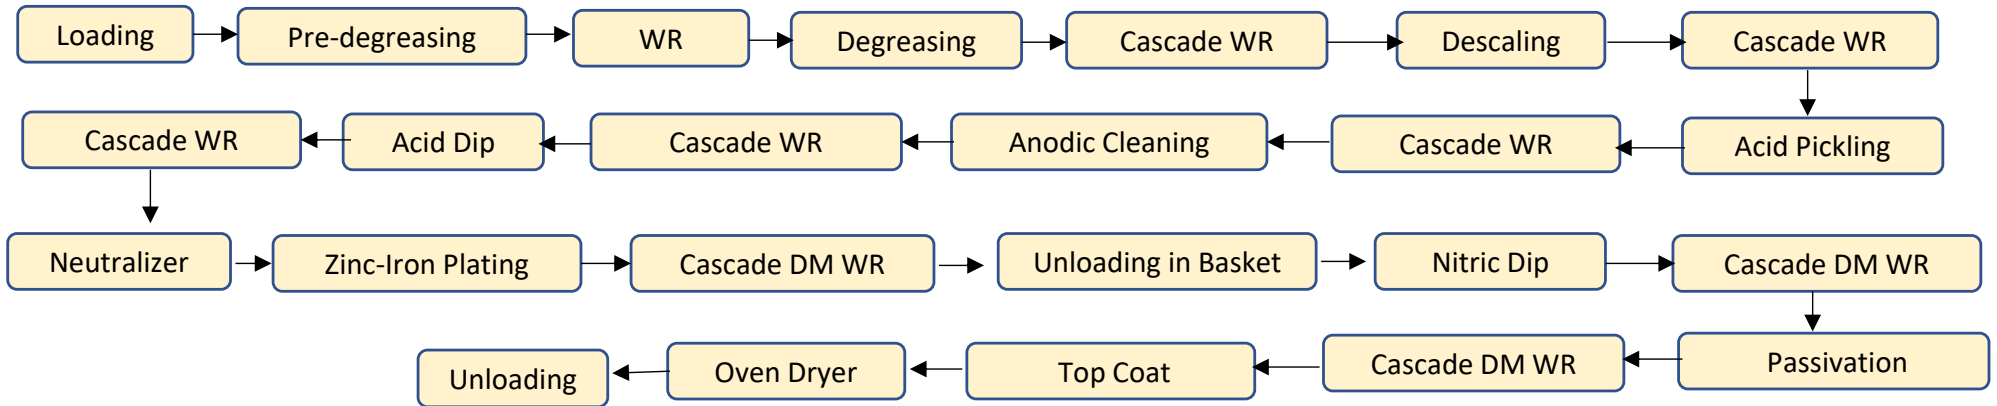 Loading
Pre-degreasing
WR
Degreasing
Cascade WR
Descaling
Cascade WR
Acid Pickling
Cascade WR
Anodic Cleaning
Cascade WR
Acid Dip
Cascade WR
Neutralizer
Zinc-Iron Plating
Cascade DM WR
Unloading in Basket
Nitric Dip
Cascade DM WR
Passivation
Cascade DM WR
Top Coat
Oven Dryer
Unloading